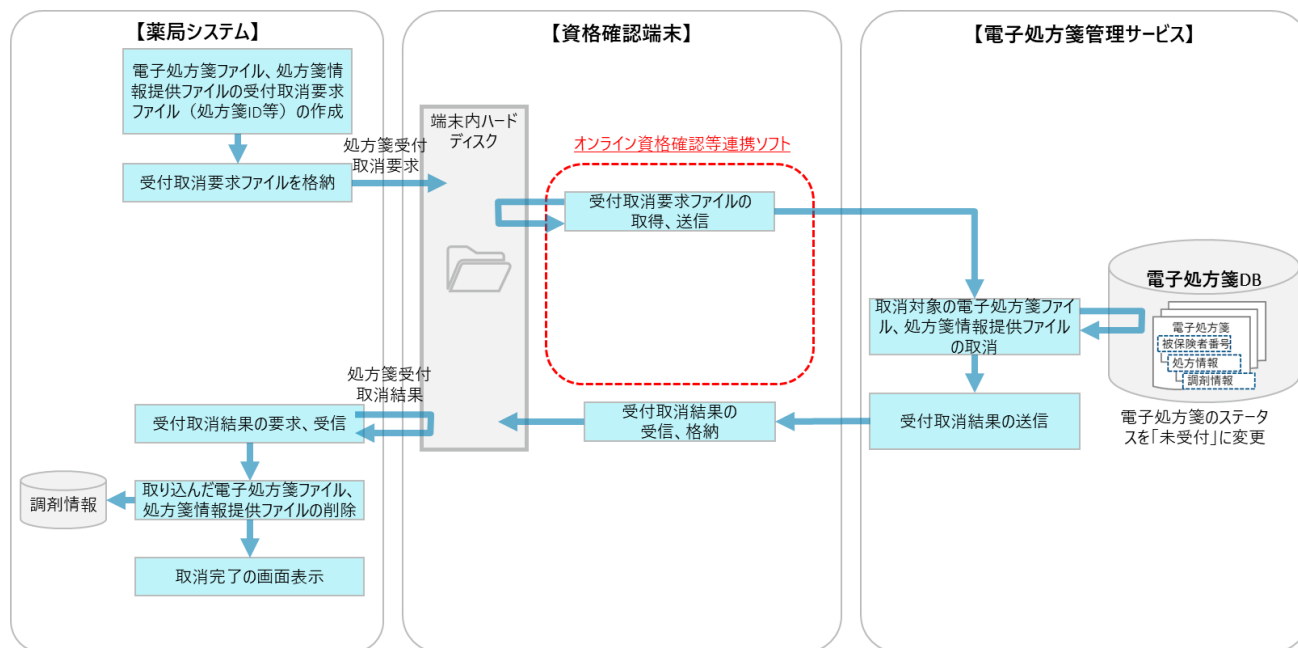 【薬局システム】
電子処方箋ファイル、処方箋情
報提供ファイルの受付取消要求
ファイル（処方箋ID等）の作成
受付取消要求ファイルを格納
処方箋受付
取消要求
処方箋受付
取消結果
受付取消結果の要求、受信
取り込んだ電子処方箋ファイル、
処方箋情報提供ファイルの削除
調剤情報
取消完了の画面表示
【資格確認端末】
端末内ハード
ディスク
オンライン資格確認等連携ソフト
受付取消要求ファイルの
取得、送信
受付取消結果の
受信、格納
【電子処方箋管理サービス】
取消対象の電子処方箋ファイ
ル、処方箋情報提供ファイル
の取消
受付取消結果の送信
電子処方箋DB
電子処方箋
被保険者番号
処方情報
調剤情報
電子処方箋のステータ
スを「未受付」に変更